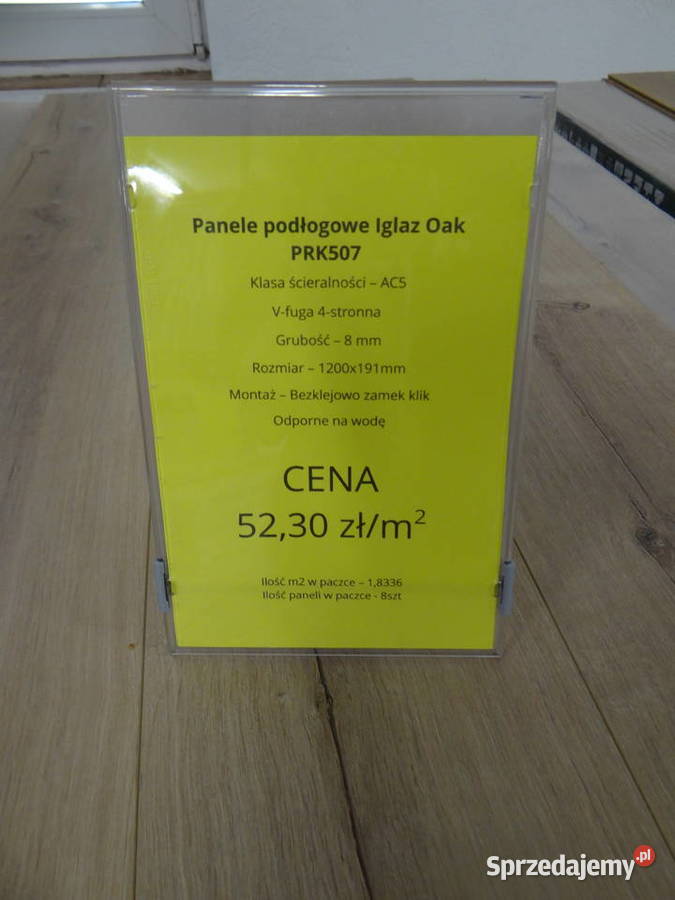 Panele podłogowe Iglaz Oak
PRK507
Klasa ścieralności – AC5
V-fuga 4-stronna
Grubość – 8 mm
Rozmiar – 1200x191mm
Montaż – Bezklejowo zamek klik
Odporne na wodę
CENA
52,30 zł/m²
Ilość m2 w paczce – 1,8336
Ilość paneli w paczce - 8szt
Sprzedajemy.pl